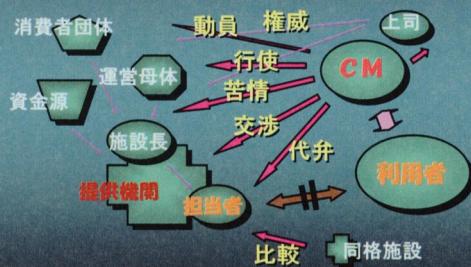 消費者団体
動員
権威
上司
行使
CM
運営母体
苦情
資金源
交渉
施設長
代弁
利用者
提供機関
担当者
比較
同格施設